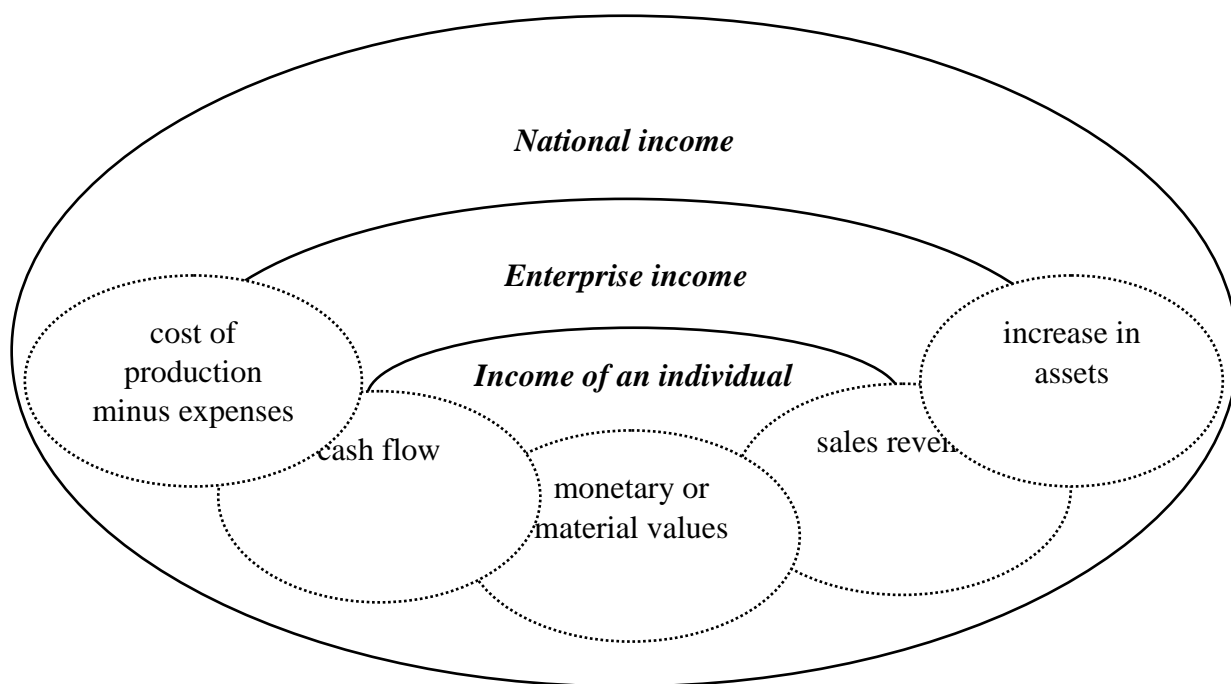 National income
Enterprise income
Income of an individual
cost of
production
minus expenses
increase in
assets
cash flow
sales
monetary or
material values